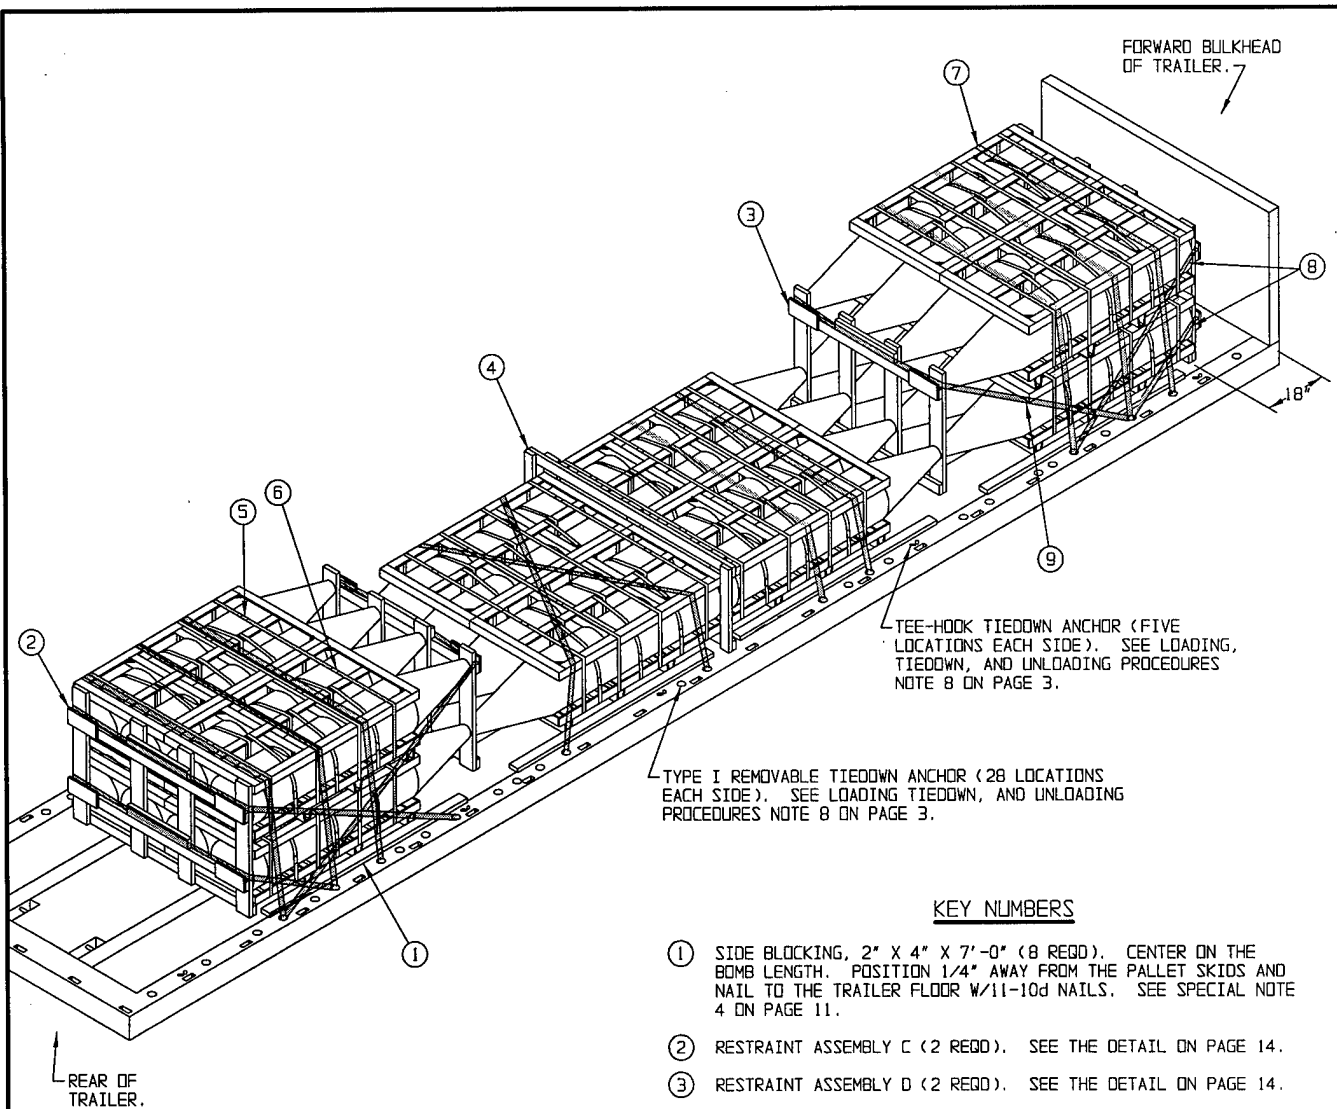 FORWARD BULKHEAD
OF TRAILER.
7
3
8
4
18"
6
5
9
2
TEE-HOOK TIEDOWN ANCHOR (FIVE
LOCATIONS EACH SIDE). SEE LOADING,
TIEDOWN, AND UNLOADING PROCEDURES
NOTE 8 ON PAGE 3.
TYPE I REMOVABLE TIEDOWN ANCHOR (28 LOCATIONS
EACH SIDE). SEE LOADING TIEDOWN, AND UNLOADING
PROCEDURES NOTE 8 ON PAGE 3.
1
REAR OF
TRAILER.
KEY NUMBERS
1 SIDE BLOCKING, 2" X 4" X 7'-0" (8 REQD). CENTER ON THE
BOMB LENGTH. POSITION 1/4" AWAY FROM THE PALLET SKIDS AND
NAIL TO THE TRAILER FLOOR W/11-10d NAILS. SEE SPECIAL NOTE
4 ON PAGE 11.
2 RESTRAINT ASSEMBLY C (2 REQD). SEE THE DETAIL ON PAGE 14.
3 RESTRAINT ASSEMBLY D (2 REQD). SEE THE DETAIL ON PAGE 14.